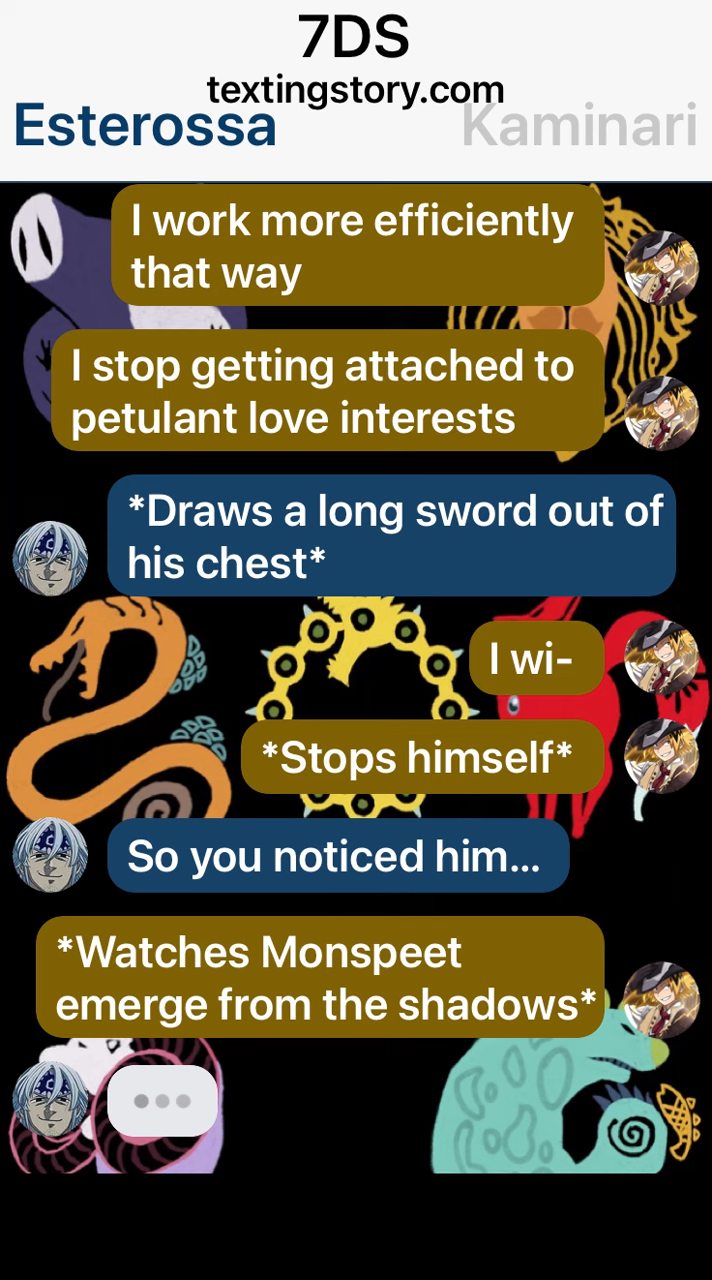 7DS
textingstory.com
Esterossa
Kaminari
I work more efficiently
that way
I stop getting attached to
petulant love interests
*Draws a long sword out of
his chest*
I wi-
*Stops himself*
So you noticed him...
*Watches Monspeet
emerge from the shadows*